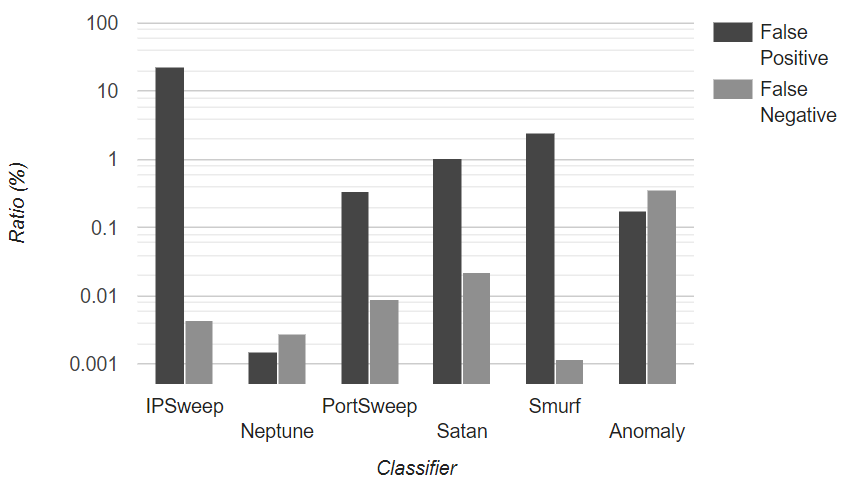 100
10
1
0.1
0.01
0.001
Ratio (%)
IPSweep
Neptune
PortSweep
Satan
Smurf
Anomaly
Classifier
False
Positive
False
Negative